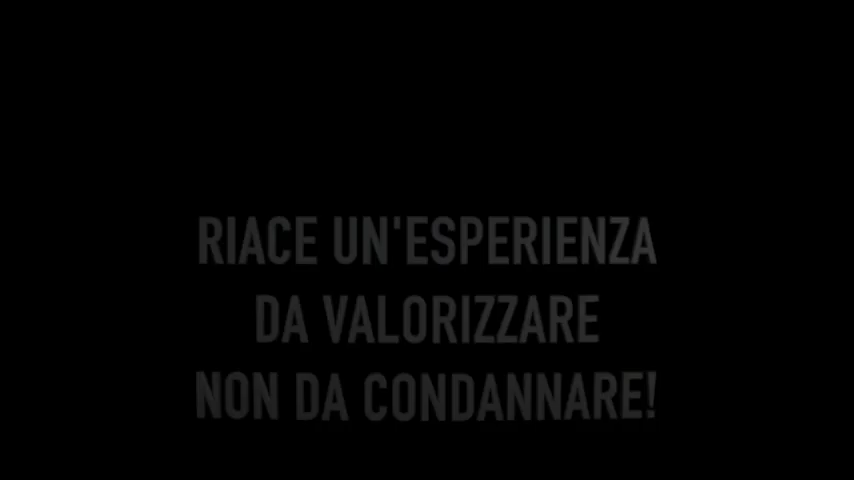 RIACE UN'ESPERIENZA
DA VALORIZZARE
NON DA CONDANNARE!